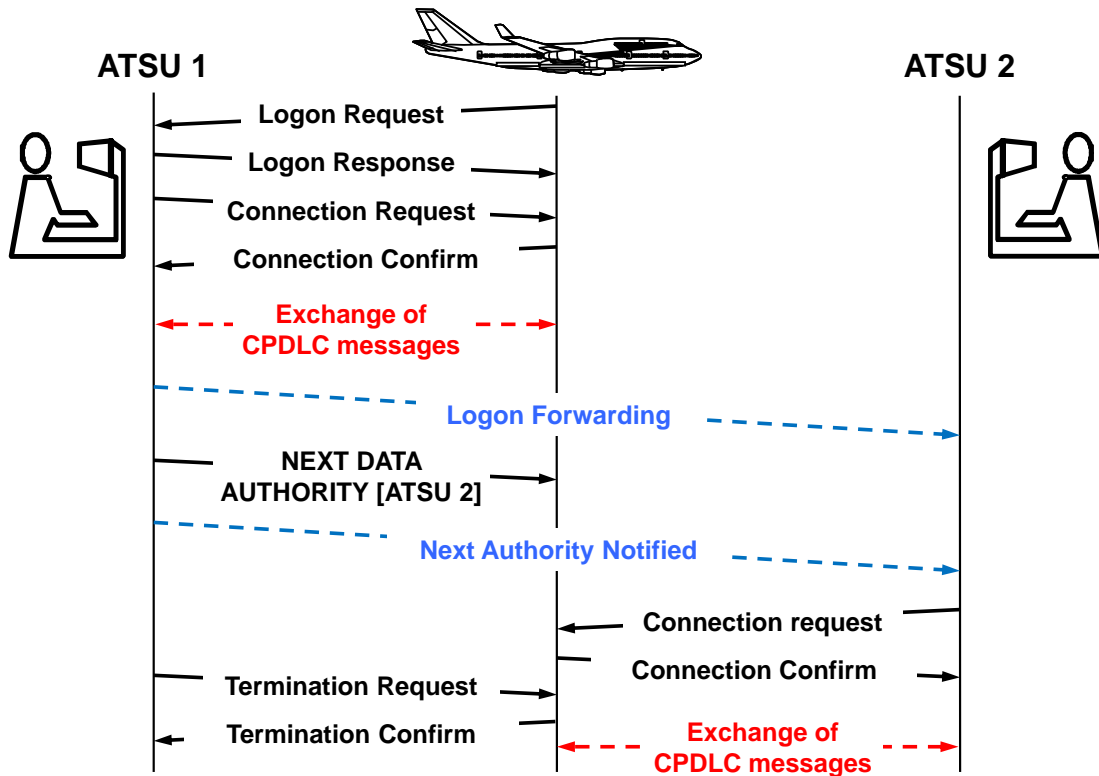 ATSU 1
ATSU 2
Logon Request
Logon Response
Connection Request
Connection Confirm
Exchange of
CPDLC messages
Logon Forwarding
NEXT DATA
AUTHORITY [ATSU 2]
Next Authority Notified
Connection request
Connection Confirm
Termination Request
Termination Confirm
Exchange of
CPDLC messages